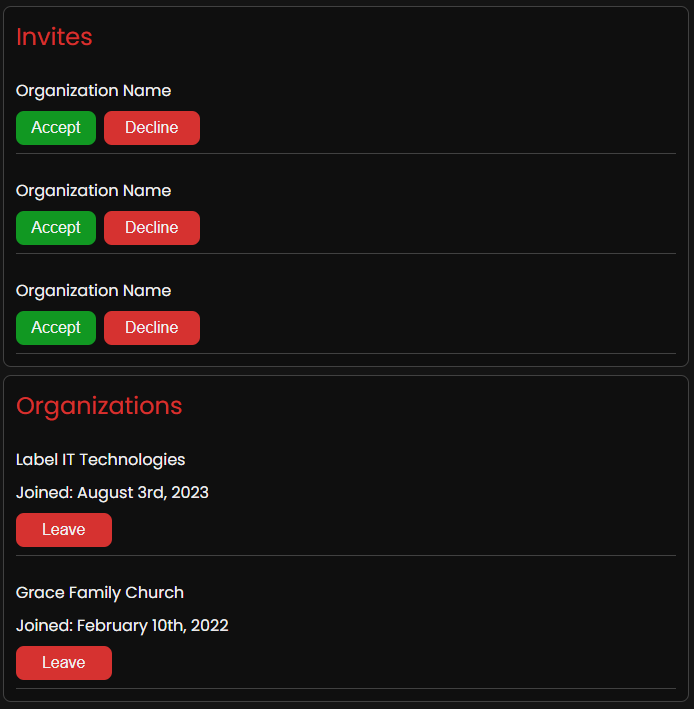 Invites
Organization Name
Accept Decline
Organization Name
Accept Decline
Organization Name
Accept Decline
Organizations
Label IT Technologies
Joined: August 3rd, 2023
Leave
Grace Family Church
Joined: February 10th, 2022
Leave